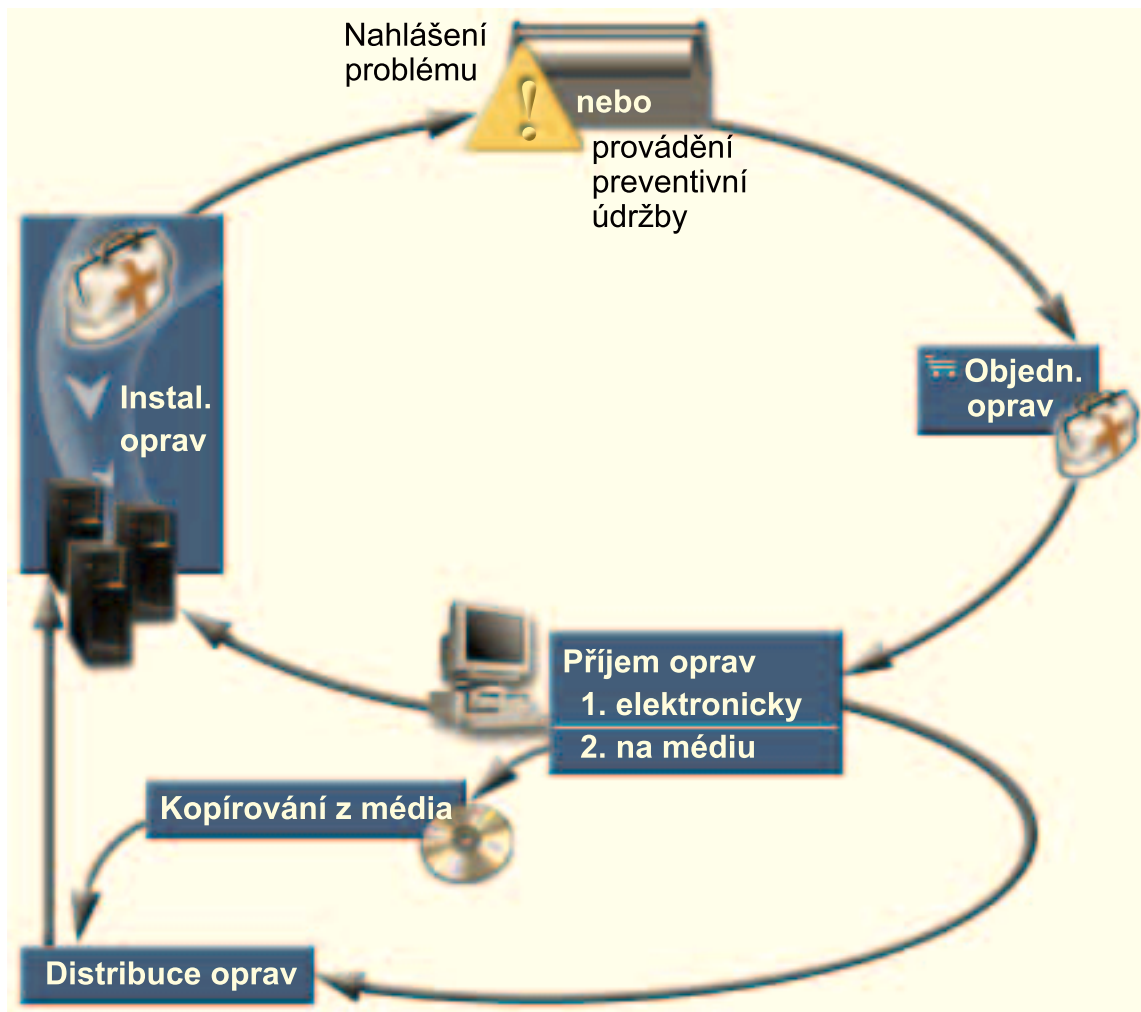 Nahlášení
problému
nebo
provádění
preventivní
údržby
Instal.
oprav
Objedn.
oprav
Příjem oprav
1. elektronicky
2. na médiu
Kopírování z média
Distribuce oprav